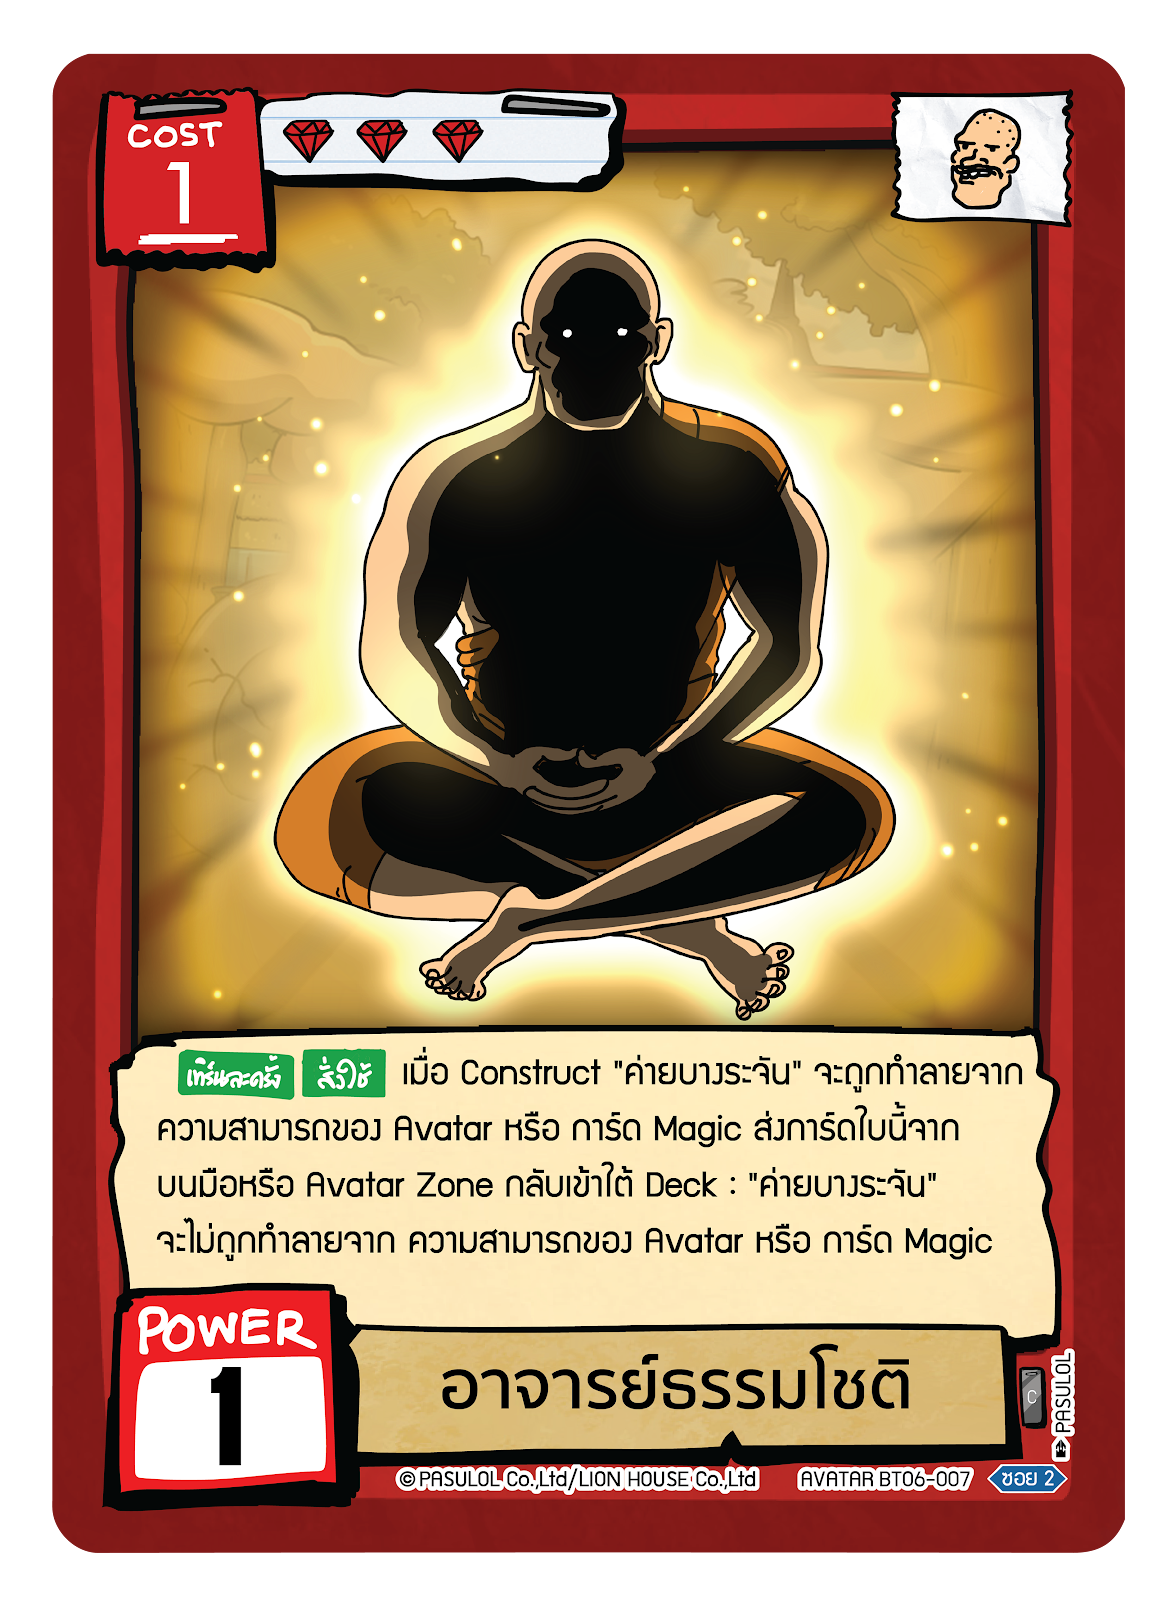 COST
1
เทิร์นละครั้ง สั่งใช้ เมื่อ Construct "ค่ายบางระจัน" จะถูกทำลายจาก
ความสามารถของ Avatar หรือ การ์ด Magic ส่งการ์ดใบนี้จาก
บนมือหรือ Avatar Zone กลับเข้าใต้ Deck : "ค่ายบางระจัน"
จะไม่ถูกทำลายจาก ความสามารถของ Avatar หรือ การ์ด Magic
POWER
1
อาจารย์ธรรมโชติ
C
PASULOL
© PASULOL Co.,Ltd/LION HOUSE Co.,Ltd AVATAR BT06-007 ซอย 2